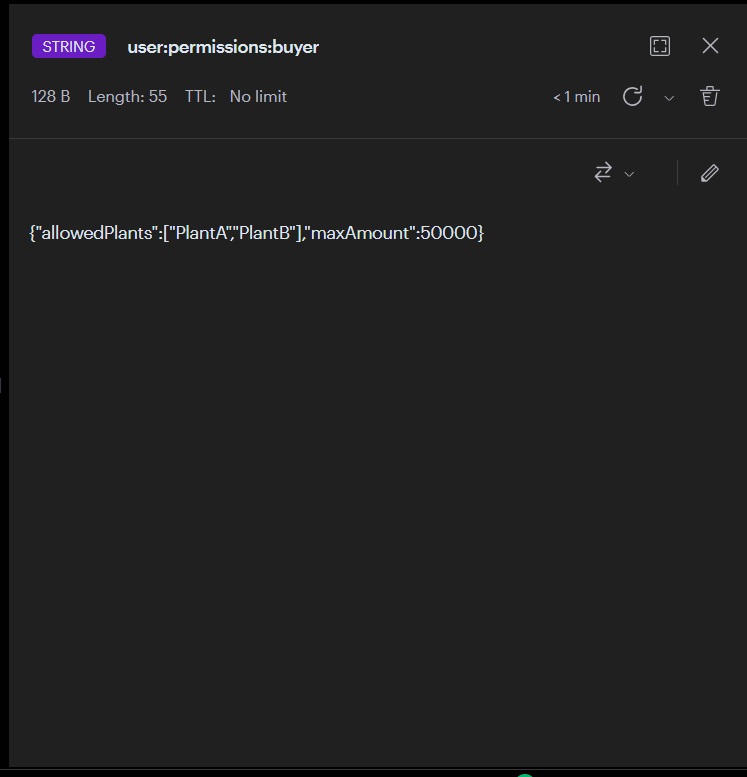 STRING user:permissions:buyer
128 B Length: 55 TTL: No limit < 1 min
{"allowedPlants":["PlantA","PlantB"],"maxAmount":50000}